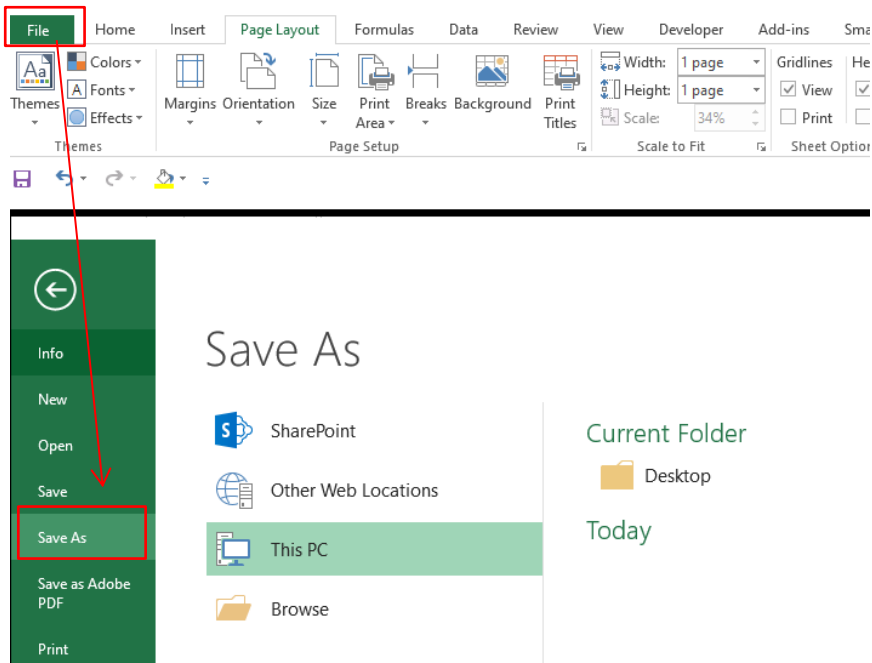 File Home Insert Page Layout Formulas Data Review View Developer Add-ins
Colors Width: 1 page Gridlines
Aa A Fonts Height: 1 page View
Themes Effects Margins Orientation Size Print Area Breaks Background Print Titles Scale: 34% Print
Themes Page Setup Scale to Fit
Save As
Info
New
SharePoint
Current Folder
Open
Desktop
Save
Other Web Locations
Today
Save As
This PC
Save as Adobe
PDF
Browse
Print